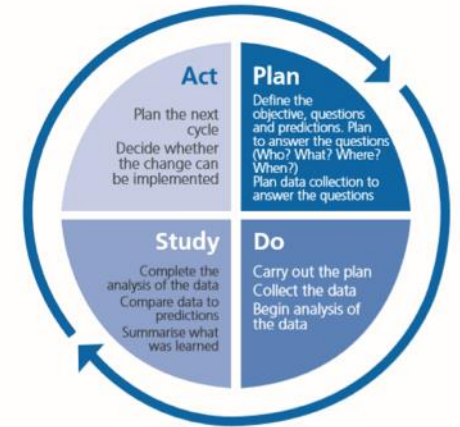 Act
Plan the next
cycle
Decide whether
the change can
be implemented
Plan
Define the
objective, questions
and predictions. Plan
to answer the questions
(Who? What? Where?
When?)
Plan data collection to
answer the questions
Study
Complete the
analysis of the data
Compare data to
predictions
Summarise what
was learned
Do
Carry out the plan
Collect the data
Begin analysis of
the data